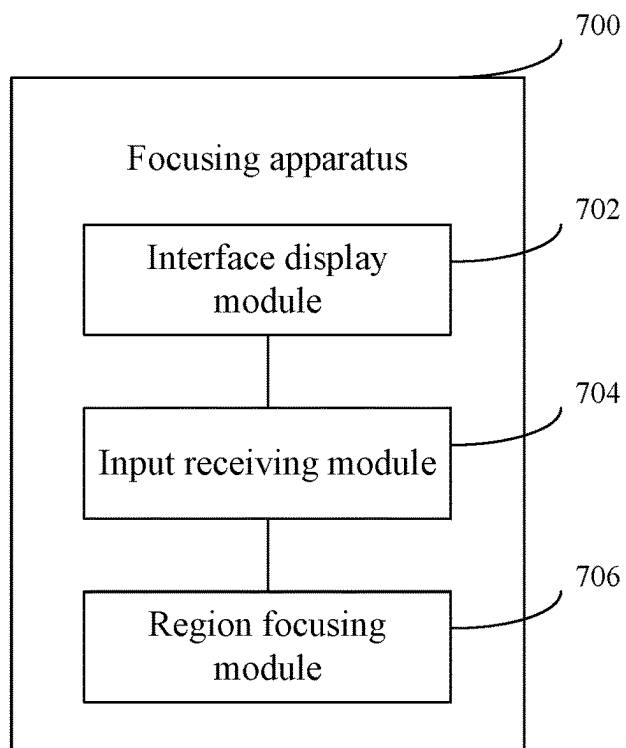 700
Focusing apparatus
702
Interface display
module
704
Input receiving module
706
Region focusing
module